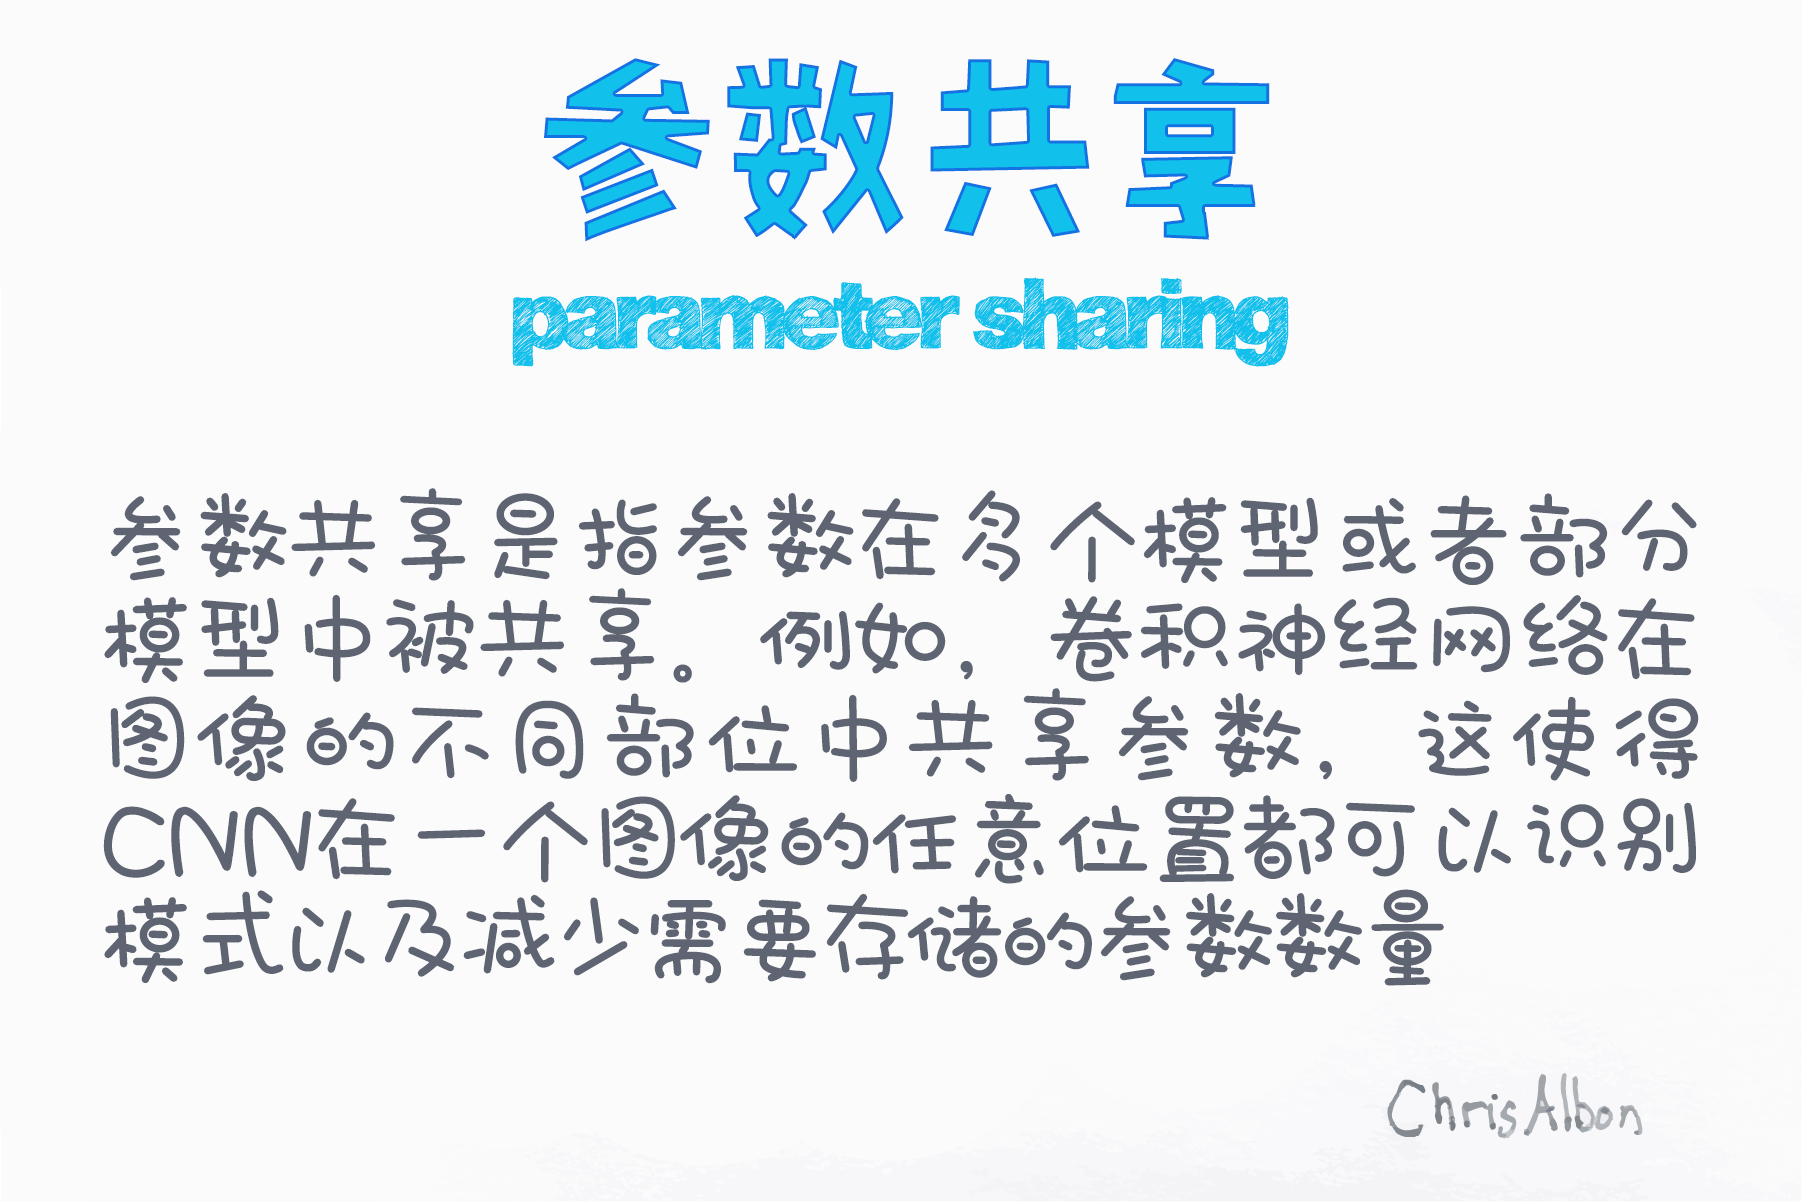 参数共享
parameter sharing
参数共享是指参数在多个模型或者部分
模型中被共享。例如，卷积神经网络在
图像的不同部位中共享参数，这使得
CNN在一个图像的任意位置都可以识别
模式以及减少需要存储的参数数量
Chris Albon